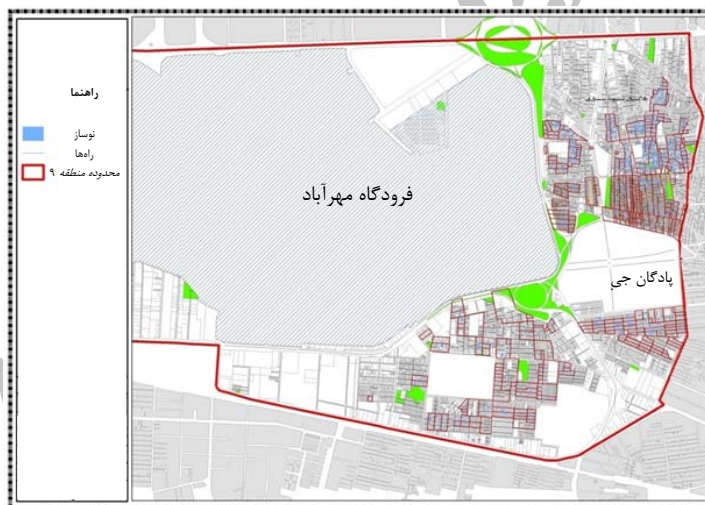 راهنما
نوساز
راه‌ها
محدوده منطقه ۹
فرودگاه مهرآباد
پادگان جی